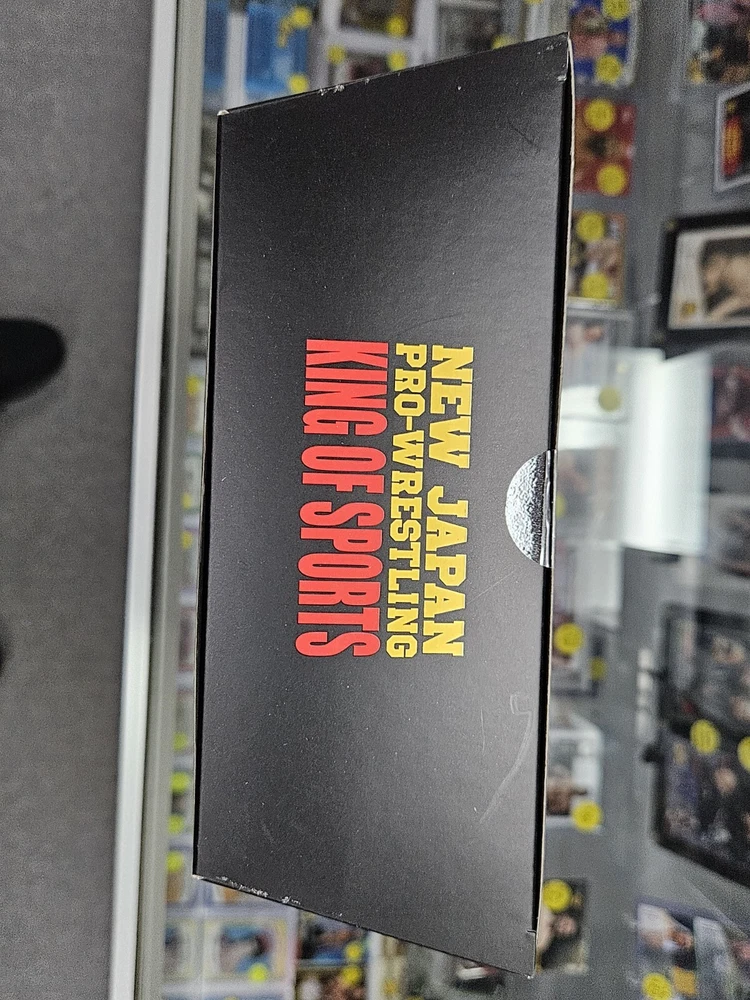 NEW JAPAN
PRO-WRESTLING
KING OF SPORTS